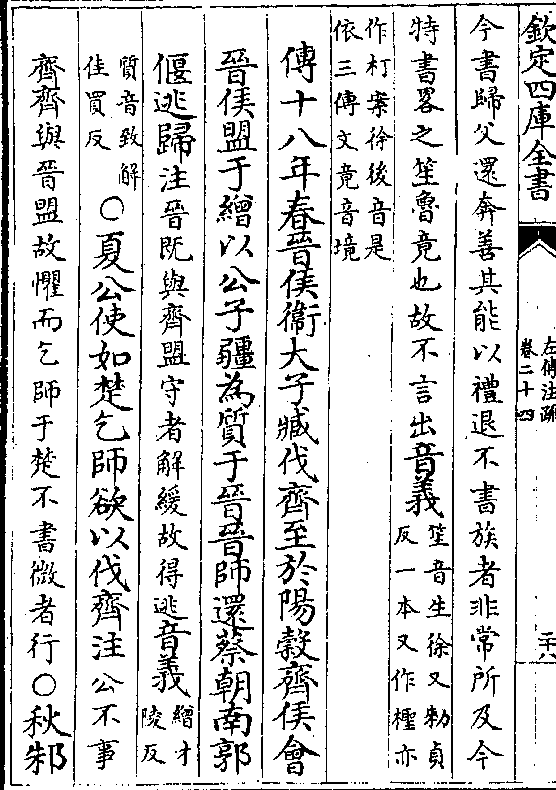 欽定四庫全書
左傳注疏
卷二十四
二十八
今書歸父還奔善其能以禮退不書族者非常所及今
特書畧之笙魯竟也故不言出音義
笙音生徐又勑貞
反一本又作檉亦
作朾案徐後音是
依三傳文竟音境
傳十八年春晉侯衞大子臧伐齊至於陽榖齊侯會
晉侯盟于繒以公子彊為質于晉晉師還蔡朝南郭
偃逃歸注晉既與齊盟守者解緩故得逃音義
繒才
陵反
質音致解
佳買反
○夏公使如楚乞師欲以伐齊注公不事
齊齊與晉盟故懼而乞師于楚不書微者行○秋邾